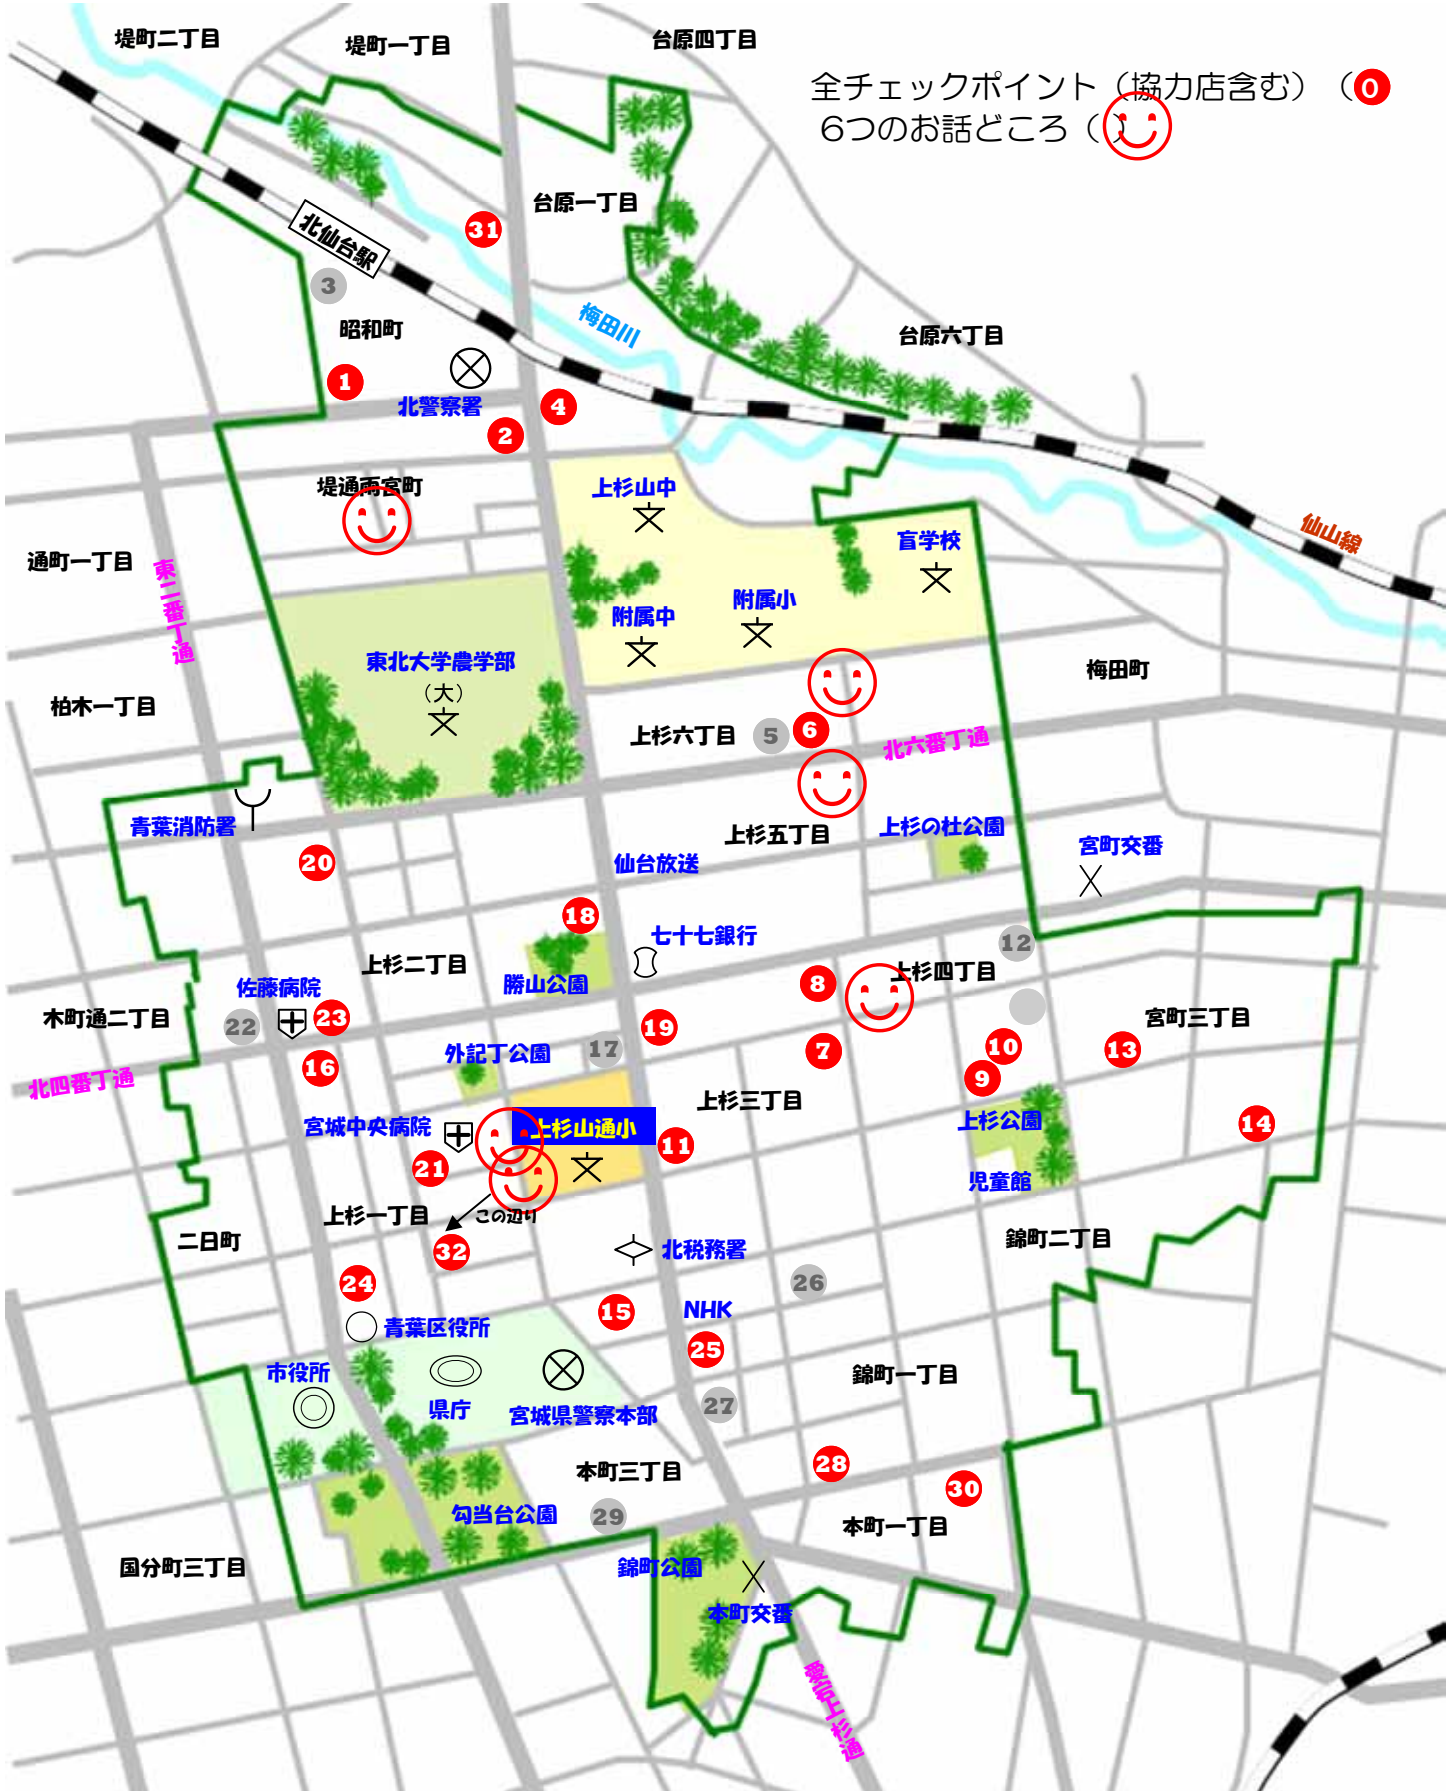 堤町二丁目
堤町一丁目
台原四丁目
全チェックポイント（協力店含む）（0
6つのお話どころ（ ）
台原一丁目
31
北仙台駅
3
昭和町
梅田川
台原六丁目
1
北警察署
4
2
堤通雨宮町
上杉山中
仙山線
盲学校
通町一丁目
東二番丁通
附属中
附属小
東北大学農学部
（大）
梅田町
柏木一丁目
上杉六丁目
5
6
北六番丁通
青葉消防署
上杉五丁目
上杉の杜公園
宮町交番
20
仙台放送
18
七十七銀行
12
上杉二丁目
勝山公園
上杉四丁目
8
佐藤病院
木町通二丁目
22
23
19
宮町三丁目
外記丁公園
17
7
10
13
16
9
北四番丁通
上杉三丁目
宮城中央病院
上杉山通小
11
上杉公園
14
21
児童館
上杉一丁目
この辺り
二日町
32
北税務署
錦町二丁目
24
26
15
NHK
青葉区役所
25
市役所
県庁
宮城県警察本部
錦町一丁目
27
本町三丁目
28
30
勾当台公園
29
本町一丁目
国分町三丁目
錦町公園
本町交番
愛宕上杉通